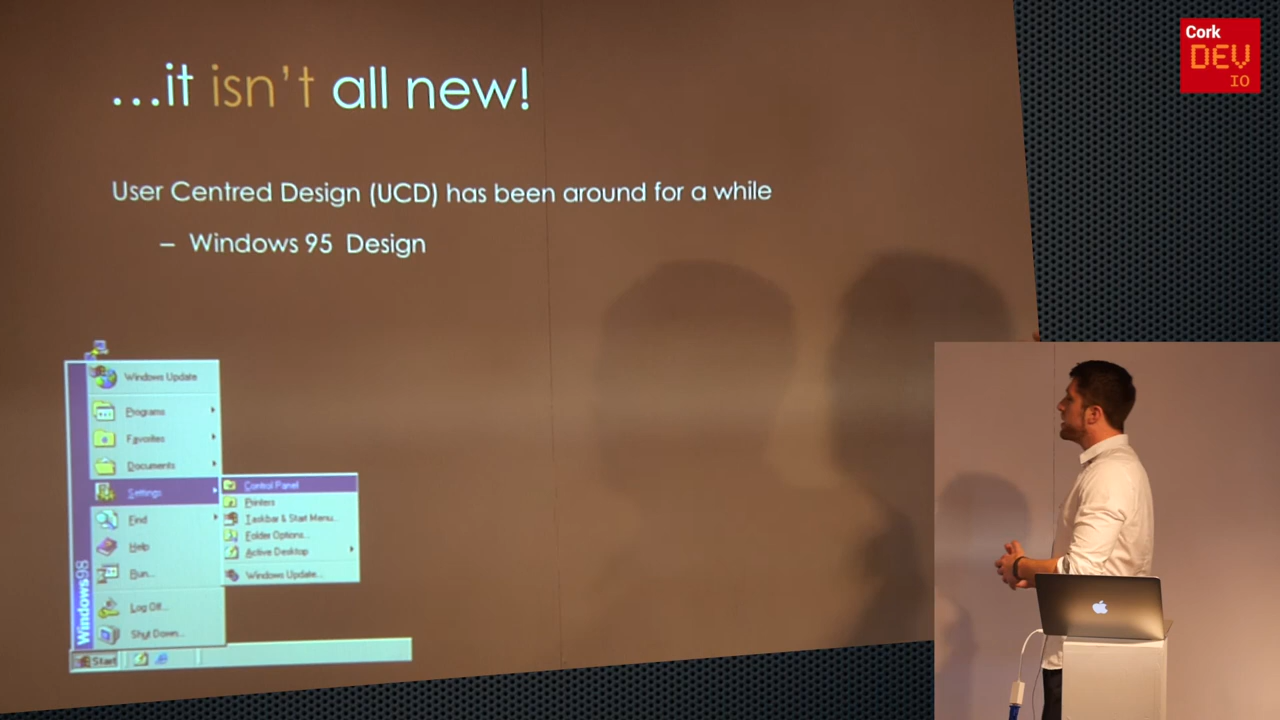 Cork
DEV
IO
...it isn't all new!
User Centred Design (UCD) has been around for a while
– Windows 95 Design
Windows Update
Programs
Favorites
Documents
Settings
Find
Help
Run...
Log Off...
Shut Down...
Windows98
Start
Control Panel
Printers
Taskbar & Start Menu...
Folder Options...
Active Desktop
Windows Update...